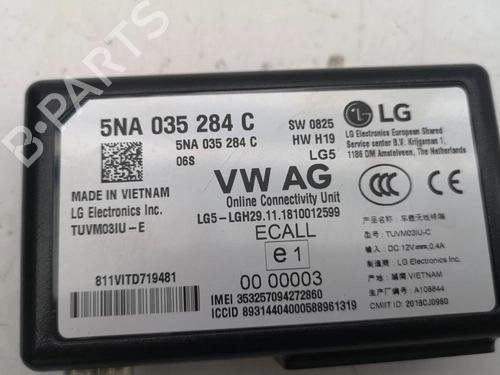 5NA 035 284 C
5NA 035 284 C
06S
SW 0825
HW H19
LG5
LG
LG Electronics European Shared
Service center B.V. Krijgsman 1,
1186 DM Amstelveen, The Netherlands
MADE IN VIETNAM
LG Electronics Inc.
TUVM03IU-E
VW AG
Online Connectivity Unit
LG5-LGH29.11.1810012599
ECALL
e1
00 00003
CCC
811VITD719481
IMEI 353257094272860
ICCID 89314404000588961319
产品名称: 车载无线终端
型号: TUVM03IU-C
输入: DC 12V⎓0.4A
制造商: LG Electronics Inc.
产地: 越南/VIETNAM
生产厂编号: A108844
CMIIT ID: 2018CJ0960
B-PARTS